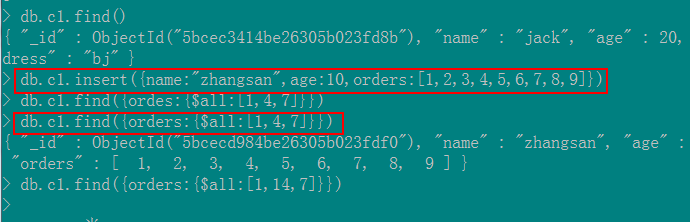 > db.c1.find()
{ "_id" : ObjectId("5bcec3414be26305b023fd8b"), "name" : "jack", "age" : 20,
dress" : "bj" }
> db.c1.insert({name:"zhangsan",age:10,orders:[1,2,3,4,5,6,7,8,9]})
> db.c1.find({ordes:{$all:[1,4,7]}})
> db.c1.find({orders:{$all:[1,4,7]}})
{ "_id" : ObjectId("5bcecd984be26305b023fdf0"), "name" : "zhangsan", "age" :
"orders" : [ 1, 2, 3, 4, 5, 6, 7, 8, 9 ] }
> db.c1.find({orders:{$all:[1,14,7]}})
>